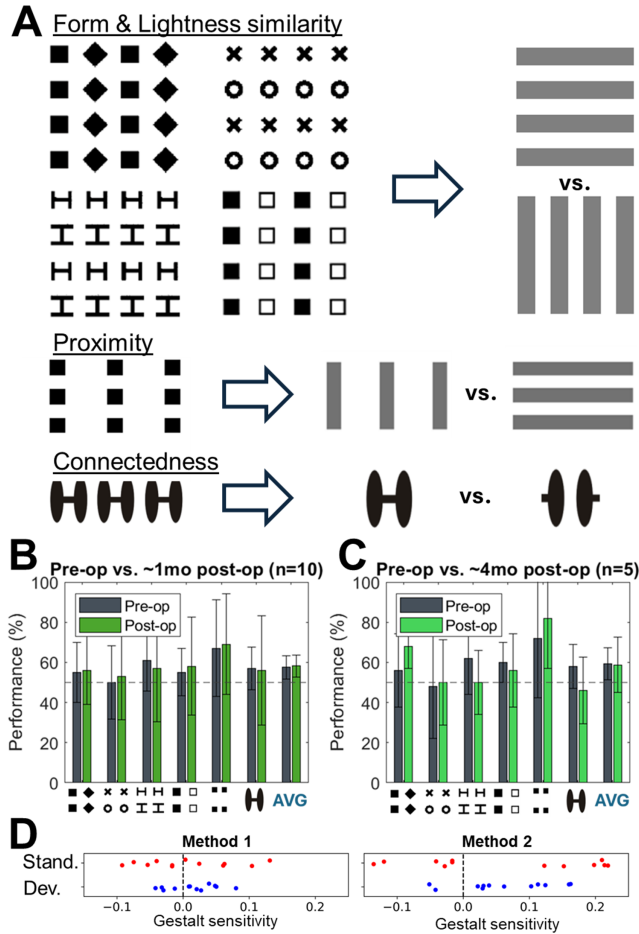 A
Form & Lightness similarity
vs.
Proximity
vs.
Connectedness
vs.
B
Pre-op vs. ~1mo post-op (n=10)
Performance (%)
100
80
60
40
20
0
Pre-op
Post-op
AVG
C
Pre-op vs. ~4mo post-op (n=5)
Performance (%)
100
80
60
40
20
0
Pre-op
Post-op
AVG
D
Method 1
Method 2
Stand.
Dev.
−0.1 0.0 0.1 0.2
Gestalt sensitivity
−0.1 0.0 0.1 0.2
Gestalt sensitivity